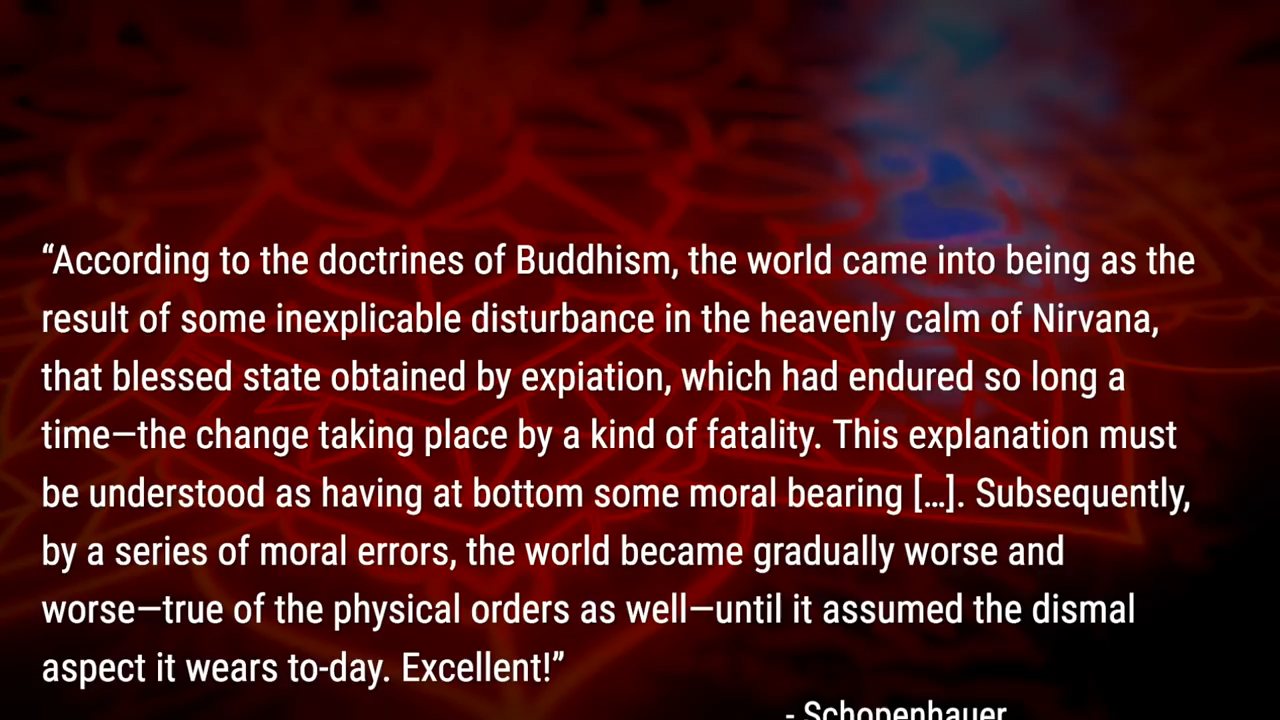 “According to the doctrines of Buddhism, the world came into being as the
result of some inexplicable disturbance in the heavenly calm of Nirvana,
that blessed state obtained by expiation, which had endured so long a
time—the change taking place by a kind of fatality. This explanation must
be understood as having at bottom some moral bearing [...]. Subsequently,
by a series of moral errors, the world became gradually worse and
worse—true of the physical orders as well—until it assumed the dismal
aspect it wears to-day. Excellent!”
- Schopenhauer